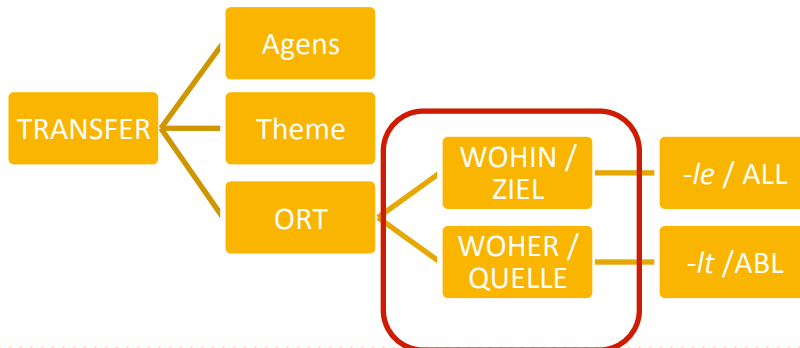 TRANSFER
Agens
Theme
ORT
WOHIN /
ZIEL
WOHER /
QUELLE
-le / ALL
-lt /ABL